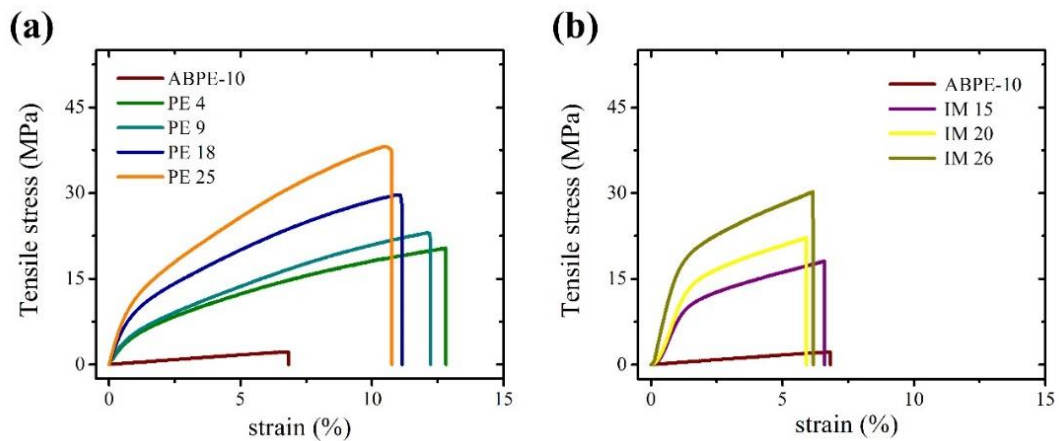 (a)
Tensile stress (MPa)
45
30
15
0
ABPE-10
PE 4
PE 9
PE 18
PE 25
0
5
10
15
strain (%)
(b)
Tensile stress (MPa)
45
30
15
0
ABPE-10
IM 15
IM 20
IM 26
0
5
10
15
strain (%)